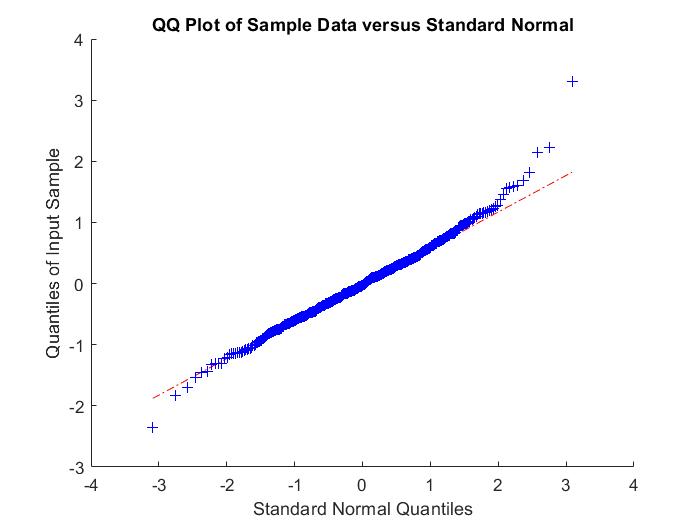 QQ Plot of Sample Data versus Standard Normal
4
3
2
1
0
-1
-2
-3
Quantiles of Input Sample
-4 -3 -2 -1 0 1 2 3 4
Standard Normal Quantiles